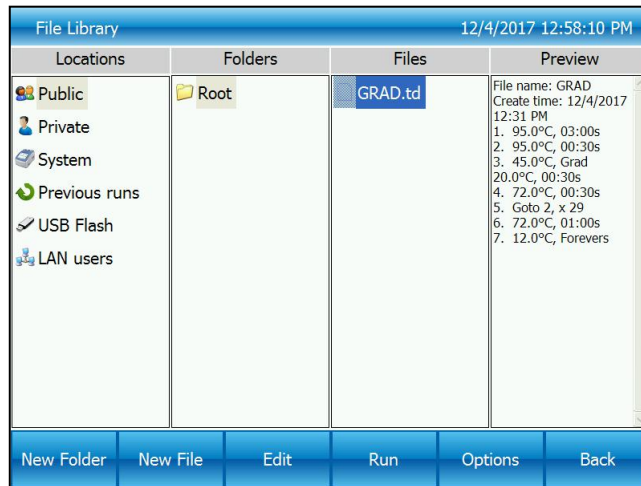 File Library 12/4/2017 12:58:10 PM
Locations Folders Files Preview
Public
Private
System
Previous runs
USB Flash
LAN users
Root
GRAD.td
File name: GRAD
Create time: 12/4/2017
12:31 PM
1. 95.0°C, 03:00s
2. 95.0°C, 00:30s
3. 45.0°C, Grad
20.0°C, 00:30s
4. 72.0°C, 00:30s
5. Goto 2, x 29
6. 72.0°C, 01:00s
7. 12.0°C, Forevers
New Folder New File Edit Run Options Back